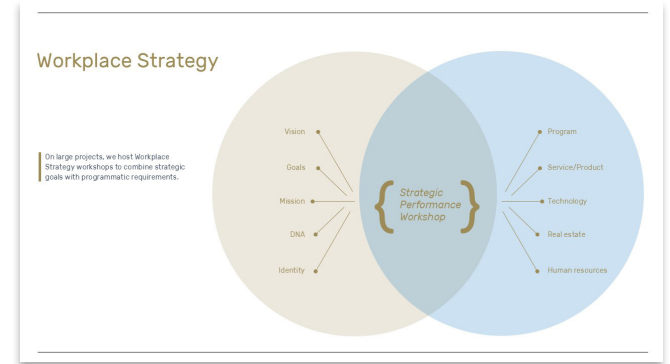 Workplace Strategy
On large projects, we host Workplace
Strategy workshops to combine strategic
goals with programmatic requirements.
Vision
Goals
Mission
DNA
Identity
{ Strategic
Performance
Workshop }
Program
Service/Product
Technology
Real estate
Human resources